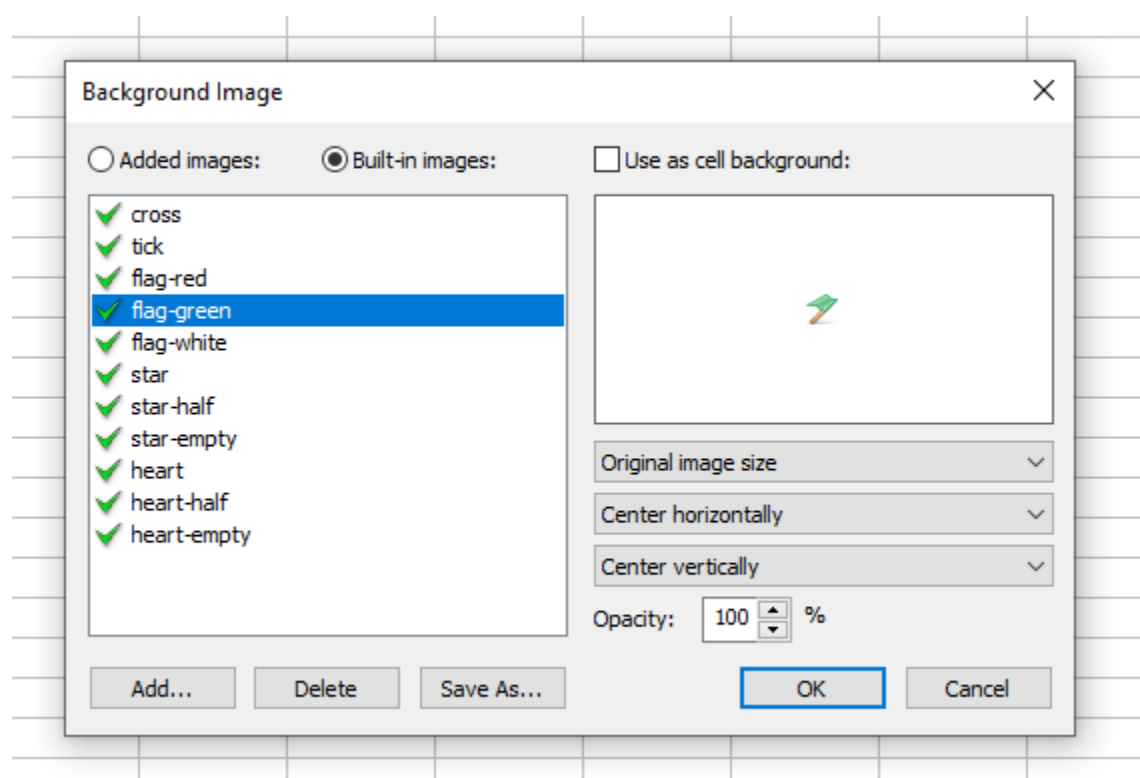 Background Image
Added images: Built-in images: Use as cell background:
cross
tick
flag-red
flag-green
flag-white
star
star-half
star-empty
heart
heart-half
heart-empty
Original image size
Center horizontally
Center vertically
Opacity: 100 %
Add... Delete Save As... OK Cancel